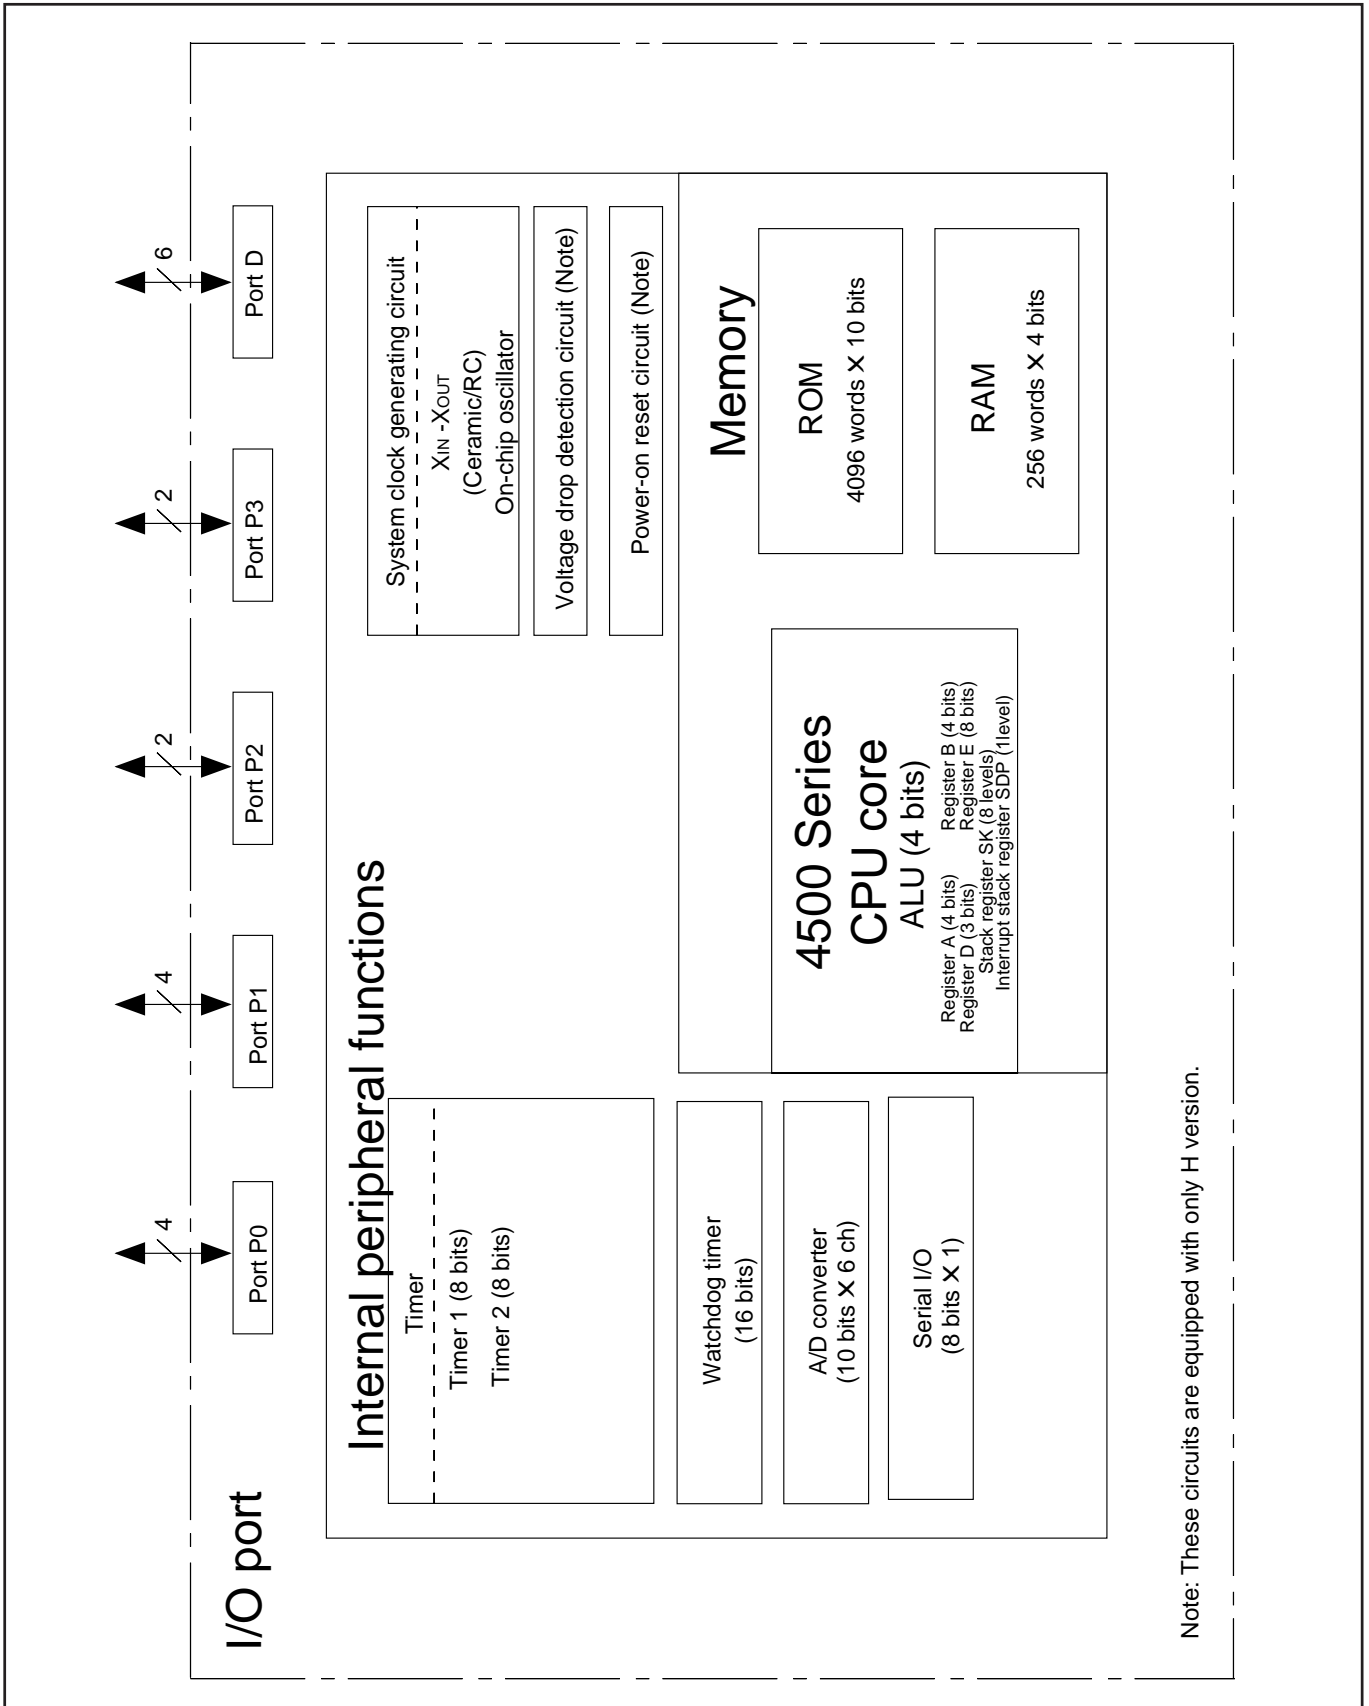 I/O port
4
4
2
2
6
Port P0
Port P1
Port P2
Port P3
Port D
Internal peripheral functions
Timer
Timer 1 (8 bits)
Timer 2 (8 bits)
Watchdog timer
(16 bits)
A/D converter
(10 bits ✕ 6 ch)
Serial I/O
(8 bits ✕ 1)
System clock generating circuit
XIN -XOUT
(Ceramic/RC)
On-chip oscillator
Voltage drop detection circuit (Note)
Power-on reset circuit (Note)
4500 Series
CPU core
ALU (4 bits)
Register A (4 bits) Register B (4 bits)
Register D (3 bits) Register E (8 bits)
Stack register SK (8 levels)
Interrupt stack register SDP (1level)
Memory
ROM
4096 words ✕ 10 bits
RAM
256 words ✕ 4 bits
Note: These circuits are equipped with only H version.